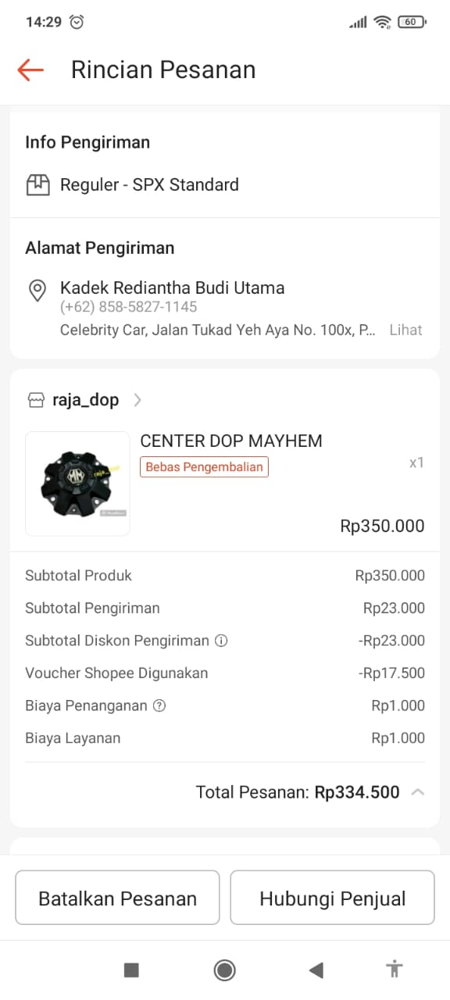 14:29
60
Rincian Pesanan
Info Pengiriman
Reguler - SPX Standard
Alamat Pengiriman
Kadek Rediantha Budi Utama
(+62) 858-5827-1145
Celebrity Car, Jalan Tukad Yeh Aya No. 100x, P... Lihat
raja_dop
CENTER DOP MAYHEM
Bebas Pengembalian
x1
Rp350.000
Subtotal Produk Rp350.000
Subtotal Pengiriman Rp23.000
Subtotal Diskon Pengiriman -Rp23.000
Voucher Shopee Digunakan -Rp17.500
Biaya Penanganan Rp1.000
Biaya Layanan Rp1.000
Total Pesanan: Rp334.500
Batalkan Pesanan Hubungi Penjual